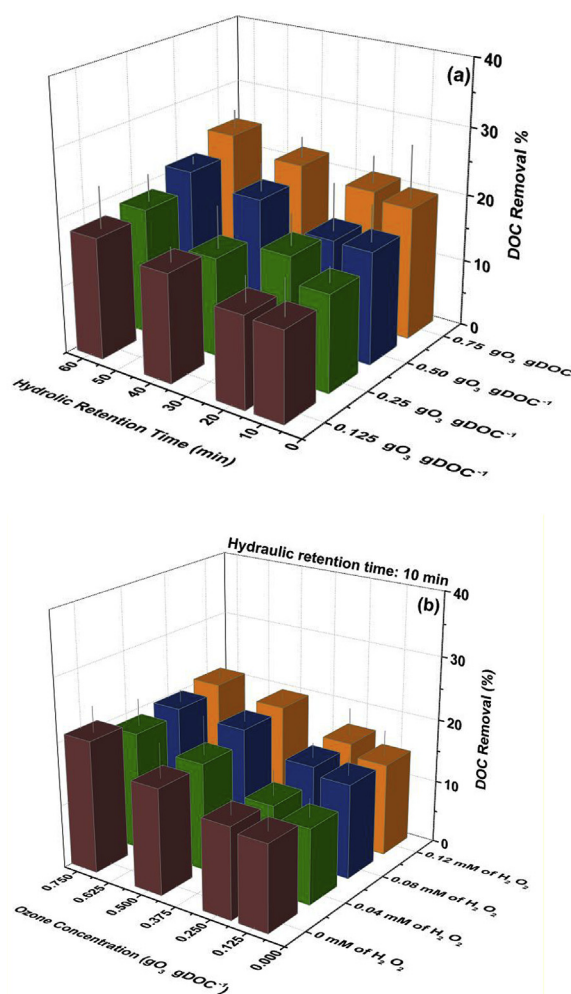 (a)
40
30
20
10
0
DOC Removal %
60
50
40
30
20
10
0
Hydrolic Retention Time (min)
0.75 gO₃ gDOC
0.50 gO₃ gDOC⁻¹
0.25 gO₃ gDOC⁻¹
0.125 gO₃ gDOC⁻¹
Hydraulic retention time: 10 min
(b)
40
30
20
10
0
DOC Removal (%)
0.750
0.625
0.500
0.375
0.250
0.125
0.000
Ozone Concentration (gO₃ gDOC⁻¹)
0.12 mM of H₂O₂
0.08 mM of H₂O₂
0.04 mM of H₂O₂
0 mM of H₂O₂